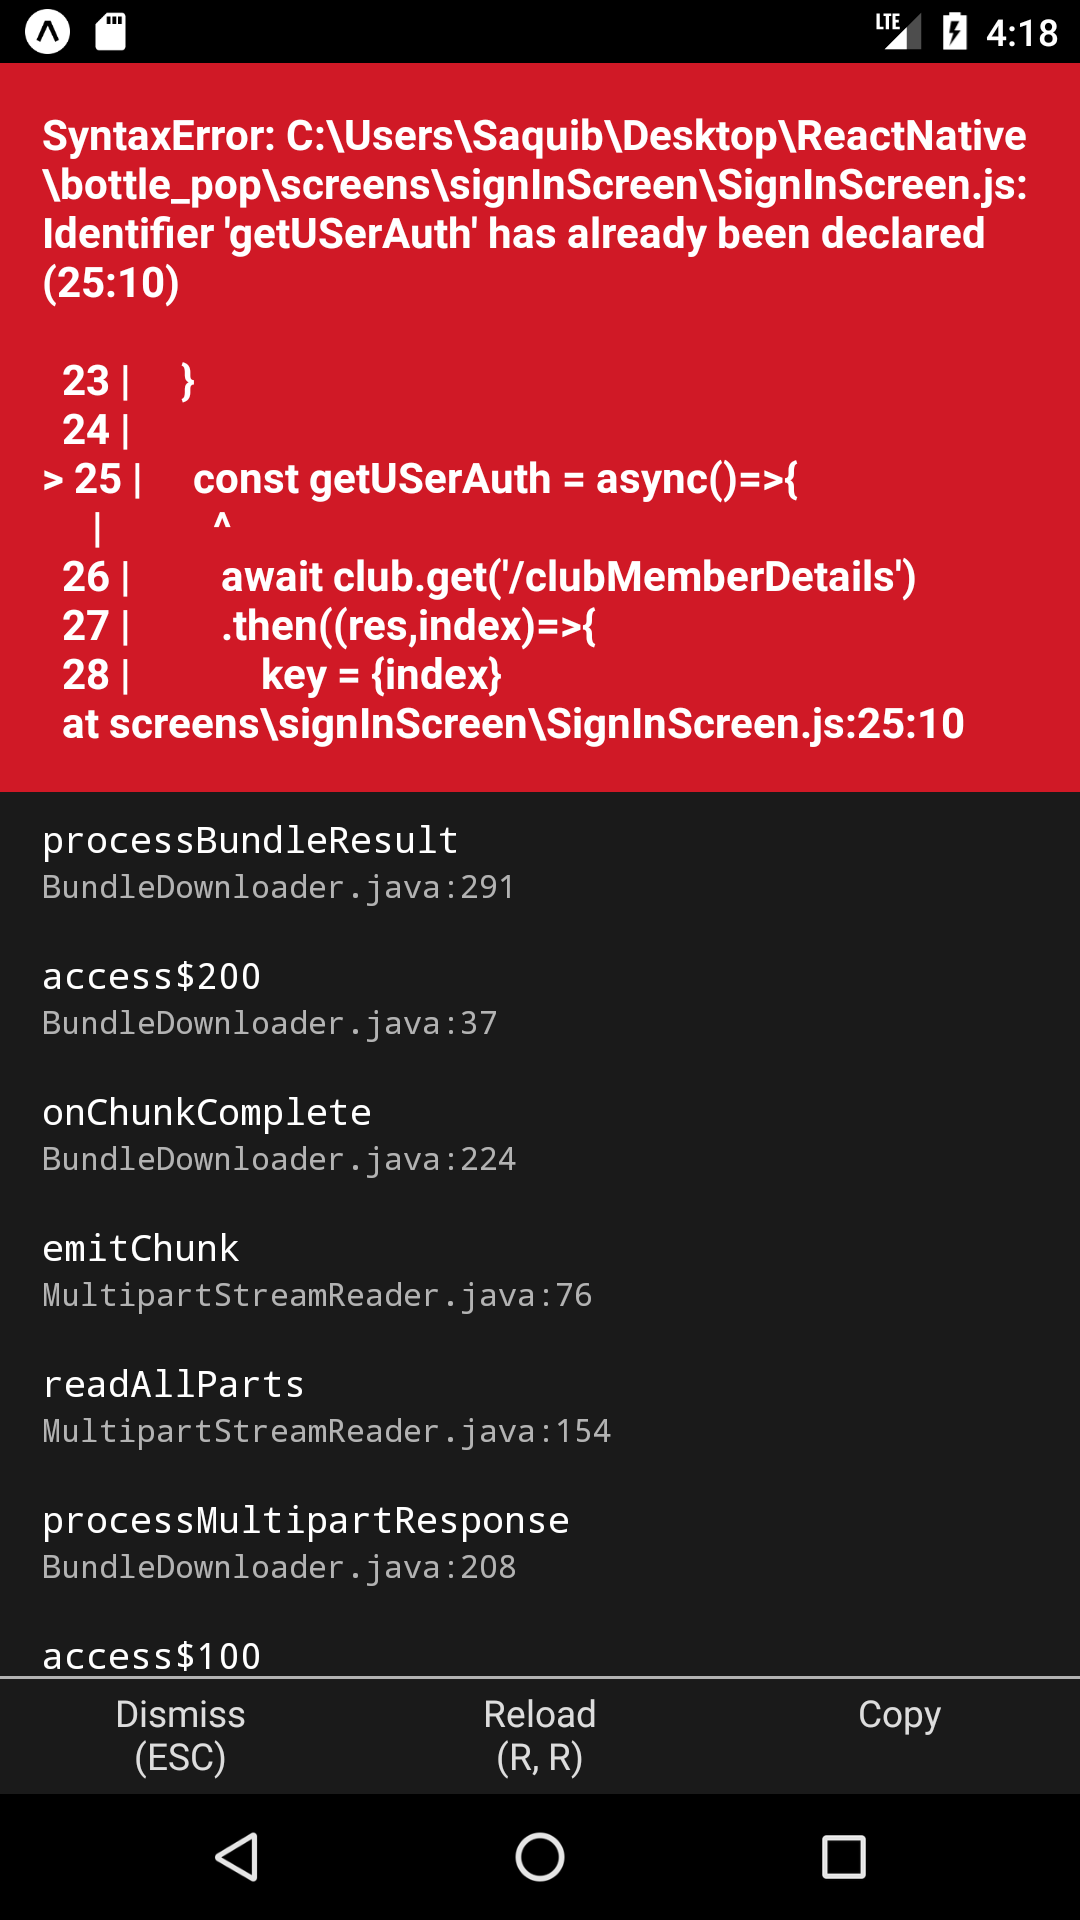 LTE 4:18
SyntaxError: C:\Users\Saquib\Desktop\ReactNative
\bottle_pop\screens\signInScreen\SignInScreen.js:
Identifier 'getUSerAuth' has already been declared
(25:10)
23 |     }
24 |
> 25 |     const getUSerAuth = async()=>{
|          ^
26 |        await club.get('/clubMemberDetails')
27 |        .then((res,index)=>{
28 |            key = {index}
at screens\signInScreen\SignInScreen.js:25:10
processBundleResult
BundleDownloader.java:291
access$200
BundleDownloader.java:37
onChunkComplete
BundleDownloader.java:224
emitChunk
MultipartStreamReader.java:76
readAllParts
MultipartStreamReader.java:154
processMultipartResponse
BundleDownloader.java:208
access$100
Dismiss
(ESC)
Reload
(R, R)
Copy